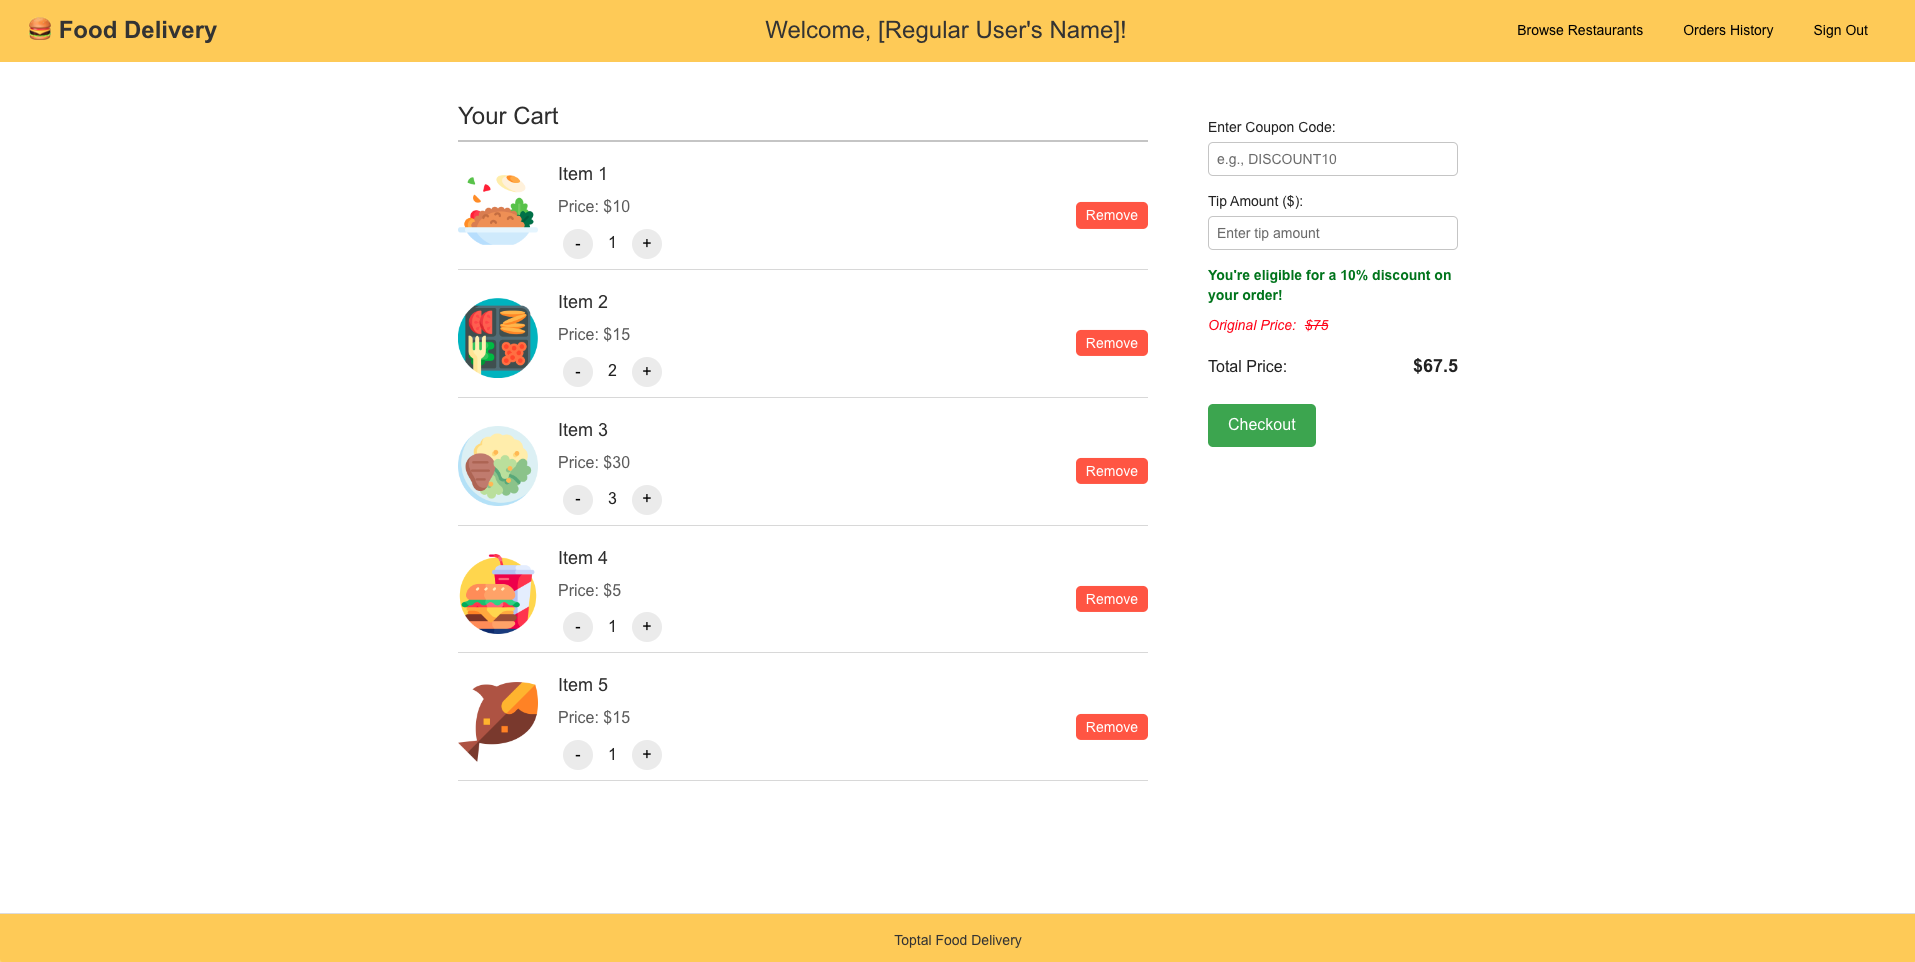 Food Delivery
Welcome, [Regular User's Name]!
Browse Restaurants
Orders History
Sign Out
Your Cart
Item 1
Price: $10
- 1 +
Remove
Item 2
Price: $15
- 2 +
Remove
Item 3
Price: $30
- 3 +
Remove
Item 4
Price: $5
- 1 +
Remove
Item 5
Price: $15
- 1 +
Remove
Enter Coupon Code:
e.g., DISCOUNT10
Tip Amount ($):
Enter tip amount
You're eligible for a 10% discount on
your order!
Original Price: $75
Total Price: $67.5
Checkout
Toptal Food Delivery